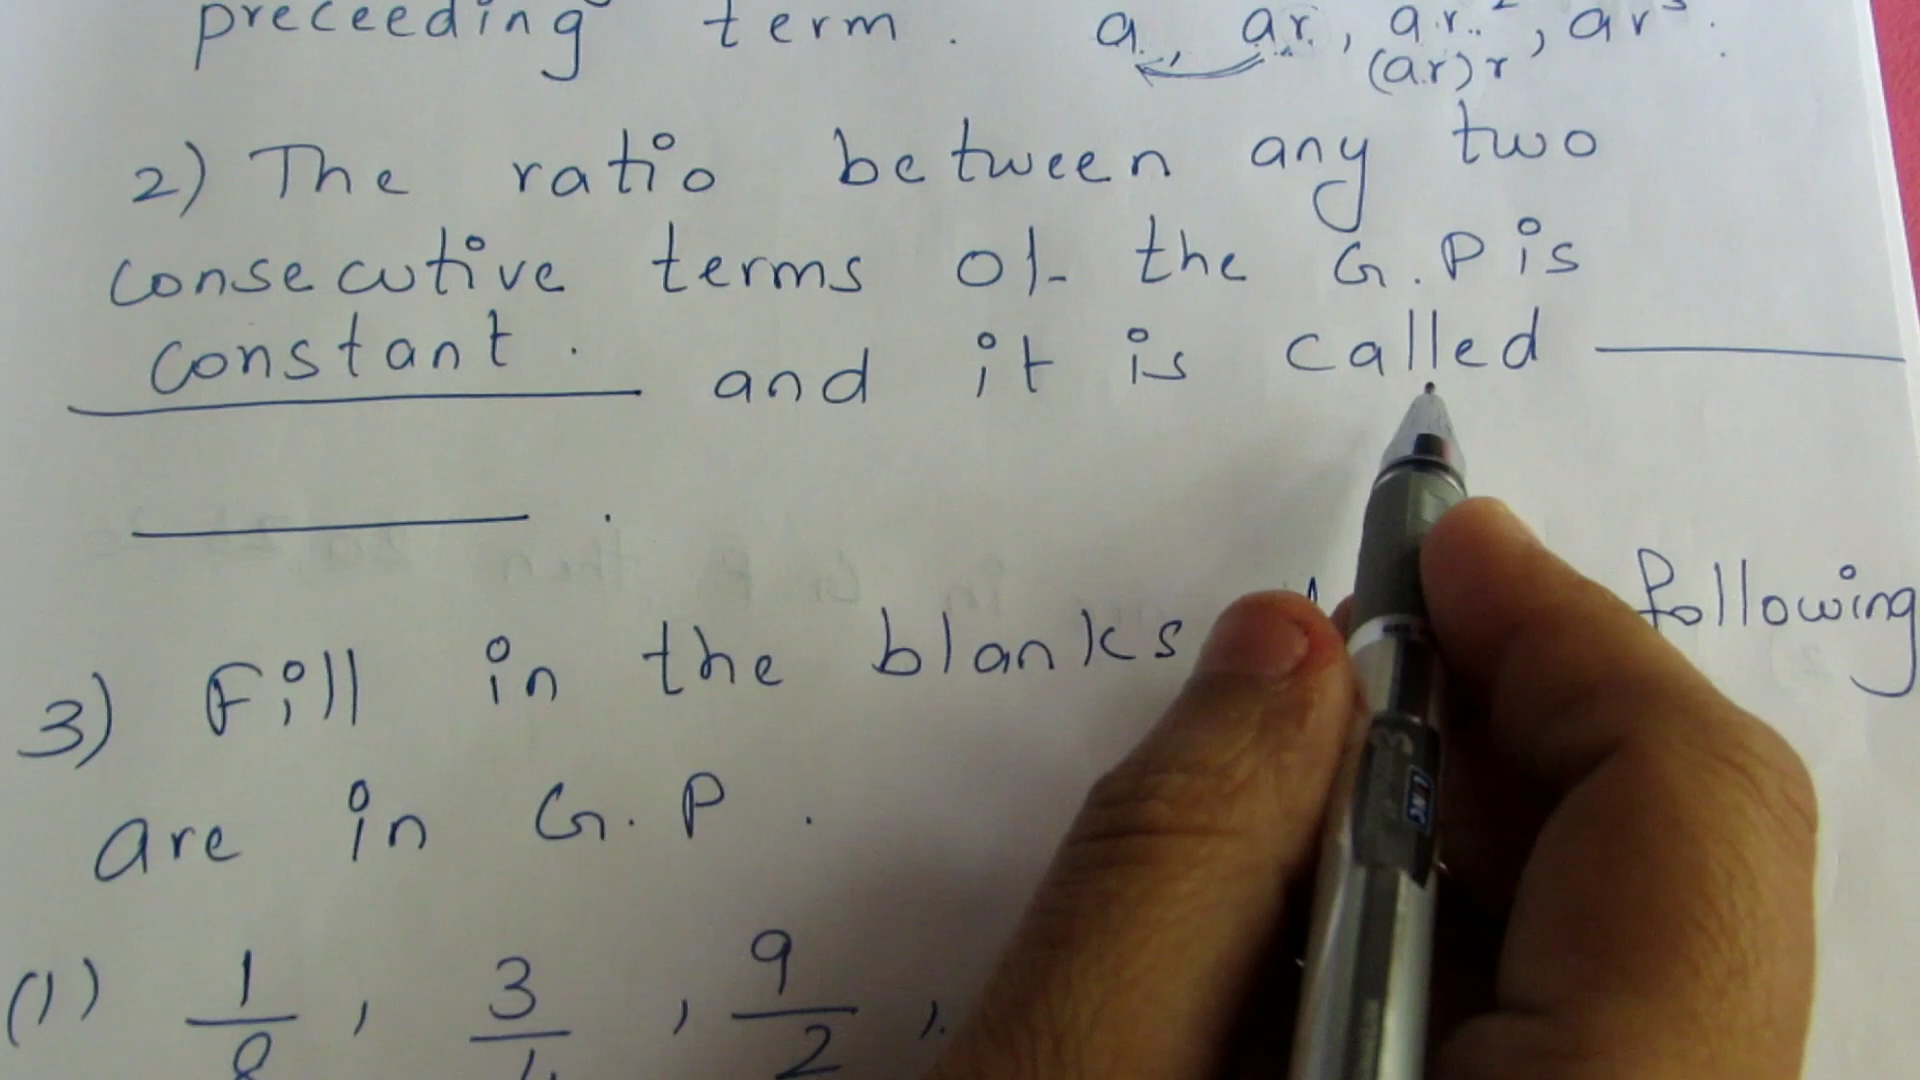 preceeding term. a, ar, ar², ar³.
(ar)r
2) The ratio between any two
consecutive terms of the G.P is
constant. and it is called
3) Fill in the blanks following
are in G.P.
(1) 1/8, 3/4, 9/2,